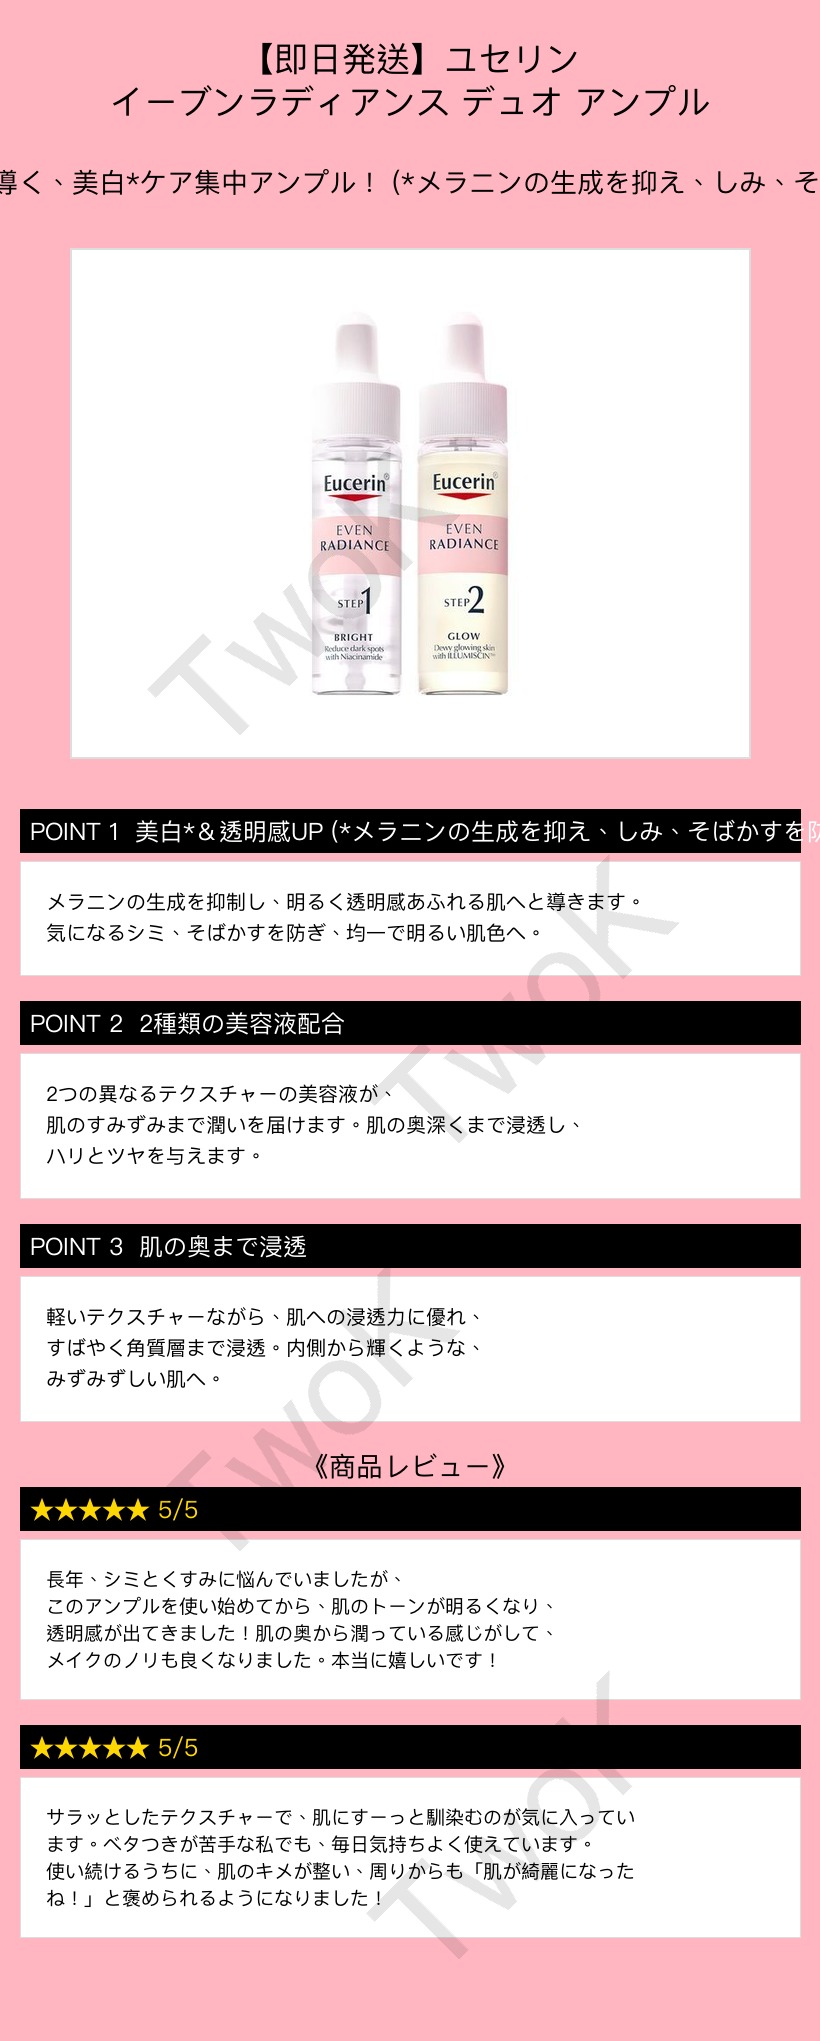 【即日発送】ユセリン
イーブンラディアンス デュオ アンプル
導く、美白*ケア集中アンプル！ (*メラニンの生成を抑え、しみ、そ
Eucerin®
EVEN
RADIANCE
STEP1
BRIGHT
Reduce dark spots
with Niacinamide
Eucerin®
EVEN
RADIANCE
STEP2
GLOW
Dewy glowing skin
with ILLUMISCIN™
TwoK
POINT 1 美白*＆透明感UP (*メラニンの生成を抑え、しみ、そばかすを防
メラニンの生成を抑制し、明るく透明感あふれる肌へと導きます。
気になるシミ、そばかすを防ぎ、均一で明るい肌色へ。
TwoK
POINT 2 2種類の美容液配合
2つの異なるテクスチャーの美容液が、
肌のすみずみまで潤いを届けます。肌の奥深くまで浸透し、
ハリとツヤを与えます。
POINT 3 肌の奥まで浸透
軽いテクスチャーながら、肌への浸透力に優れ、
すばやく角質層まで浸透。内側から輝くような、
みずみずしい肌へ。
TwoK
《商品レビュー》
★★★★★ 5/5
長年、シミとくすみに悩んでいましたが、
このアンプルを使い始めてから、肌のトーンが明るくなり、
透明感が出てきました！肌の奥から潤っている感じがして、
メイクのノリも良くなりました。本当に嬉しいです！
★★★★★ 5/5
サラッとしたテクスチャーで、肌にすーっと馴染むのが気に入ってい
ます。ベタつきが苦手な私でも、毎日気持ちよく使えています。
使い続けるうちに、肌のキメが整い、周りからも「肌が綺麗になった
ね！」と褒められるようになりました！
TwoK